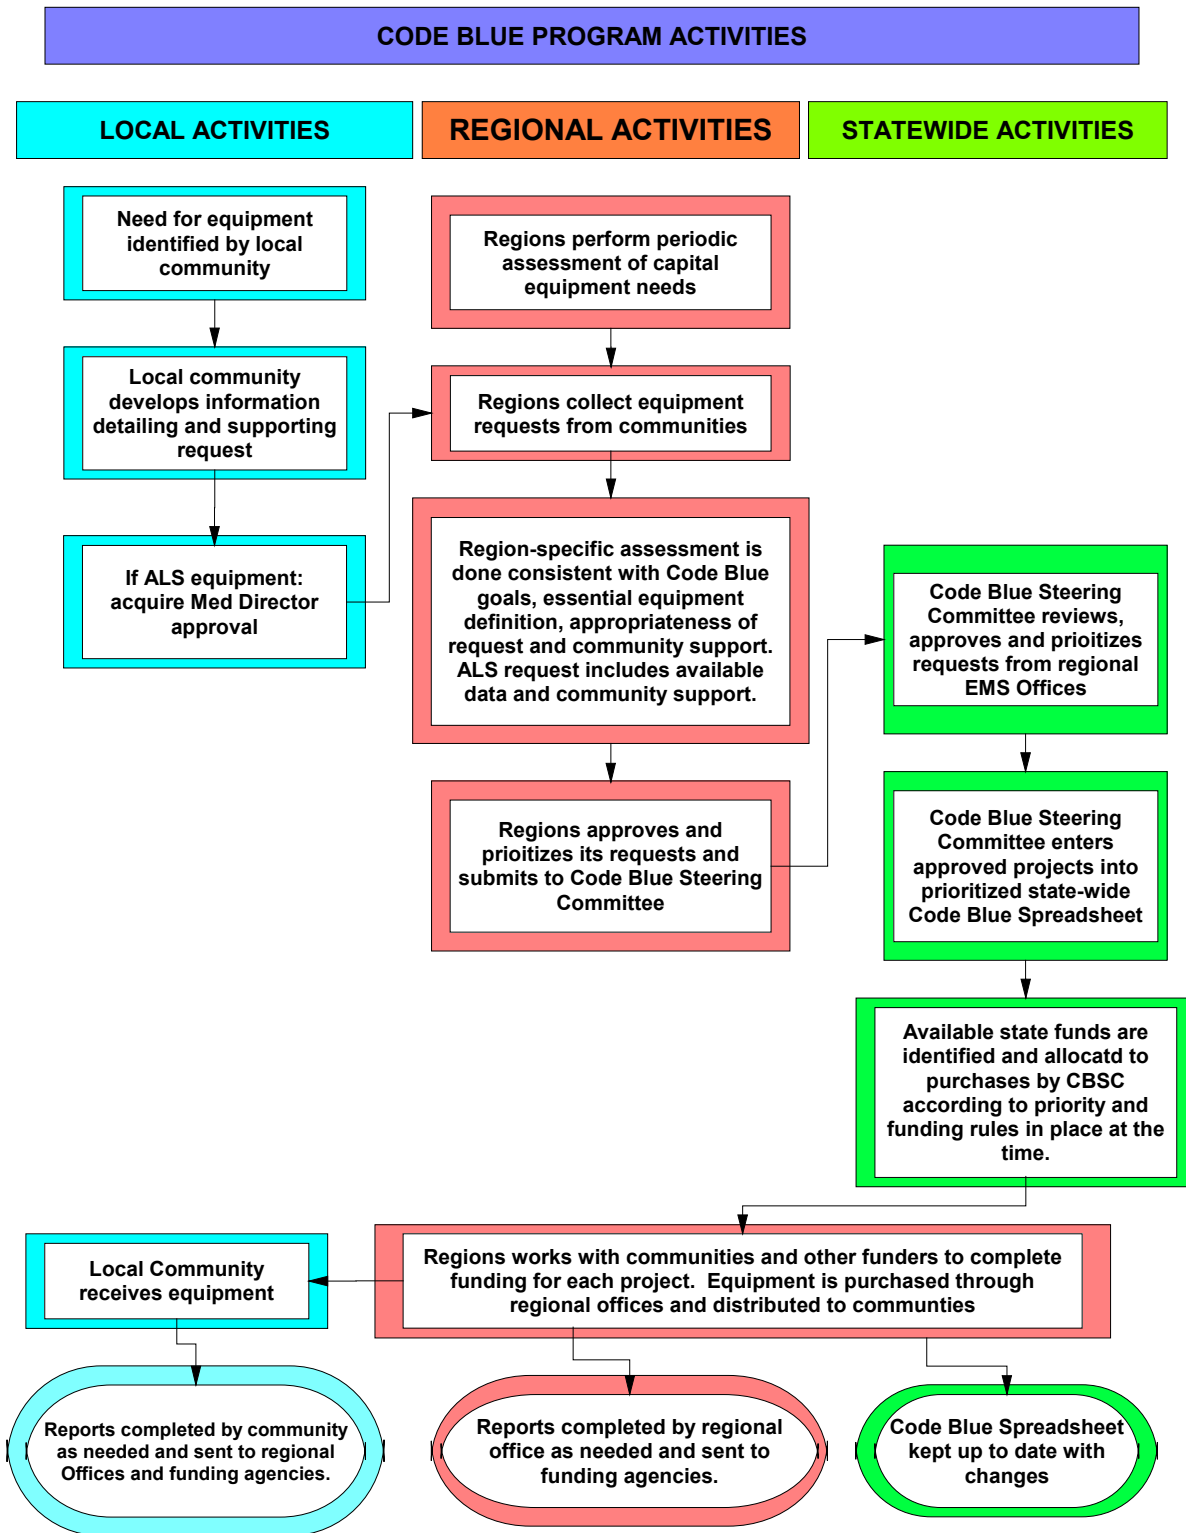 CODE BLUE PROGRAM ACTIVITIES
LOCAL ACTIVITIES
REGIONAL ACTIVITIES
STATEWIDE ACTIVITIES
Need for equipment
identified by local
community
Local community
develops information
detailing and supporting
request
If ALS equipment:
acquire Med Director
approval
Regions perform periodic
assessment of capital
equipment needs
Regions collect equipment
requests from communities
Region-specific assessment is
done consistent with Code Blue
goals, essential equipment
definition, appropriateness of
request and community support.
ALS request includes available
data and community support.
Regions approves and
prioitizes its requests and
submits to Code Blue Steering
Committee
Code Blue Steering
Committee reviews,
approves and prioitizes
requests from regional
EMS Offices
Code Blue Steering
Committee enters
approved projects into
prioritized state-wide
Code Blue Spreadsheet
Available state funds are
identified and allocatd to
purchases by CBSC
according to priority and
funding rules in place at the
time.
Regions works with communities and other funders to complete
funding for each project. Equipment is purchased through
regional offices and distributed to communties
Local Community
receives equipment
Reports completed by community
as needed and sent to regional
Offices and funding agencies.
Reports completed by regional
office as needed and sent to
funding agencies.
Code Blue Spreadsheet
kept up to date with
changes